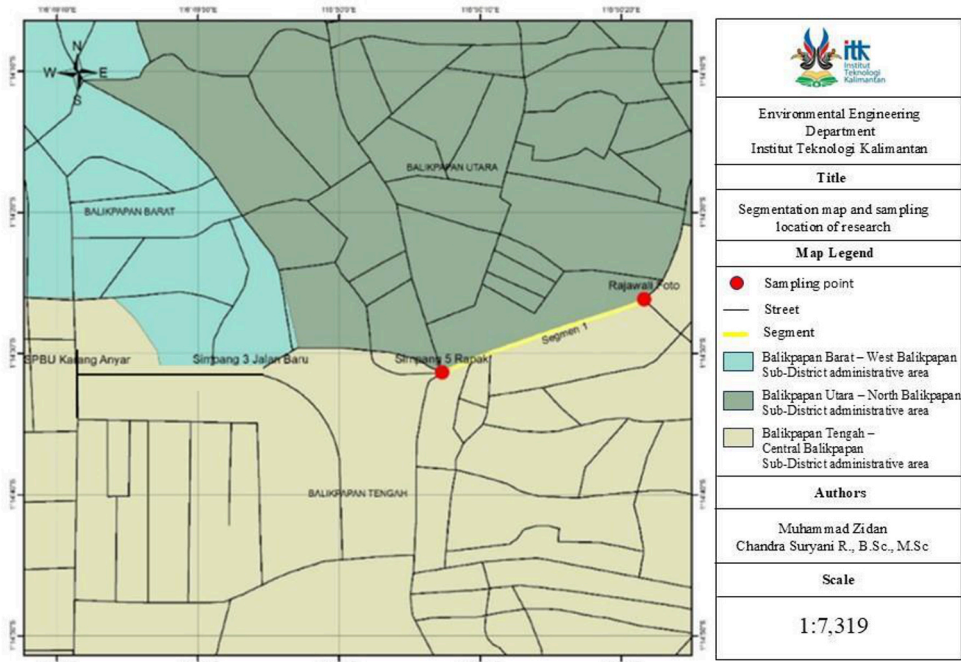 N
W E
S
BALIKPAPAN UTARA
BALIKPAPAN BARAT
Rajawali Foto
Segmen 1
SPBU Karang Anyar
Simpang 3 Jalan Baru
Simpang 5 Rapak
BALIKPAPAN TENGAH
itk
Institut
Teknologi
Kalimantan
Environmental Engineering
Department
Institut Teknologi Kalimantan
Title
Segmentation map and sampling
location of research
Map Legend
Sampling point
Street
Segment
Balikpapan Barat – West Balikpapan
Sub-District administrative area
Balikpapan Utara – North Balikpapan
Sub-District administrative area
Balikpapan Tengah –
Central Balikpapan
Sub-District administrative area
Authors
Muhammad Zidan
Chandra Suryani R., B.Sc., M.Sc
Scale
1:7,319